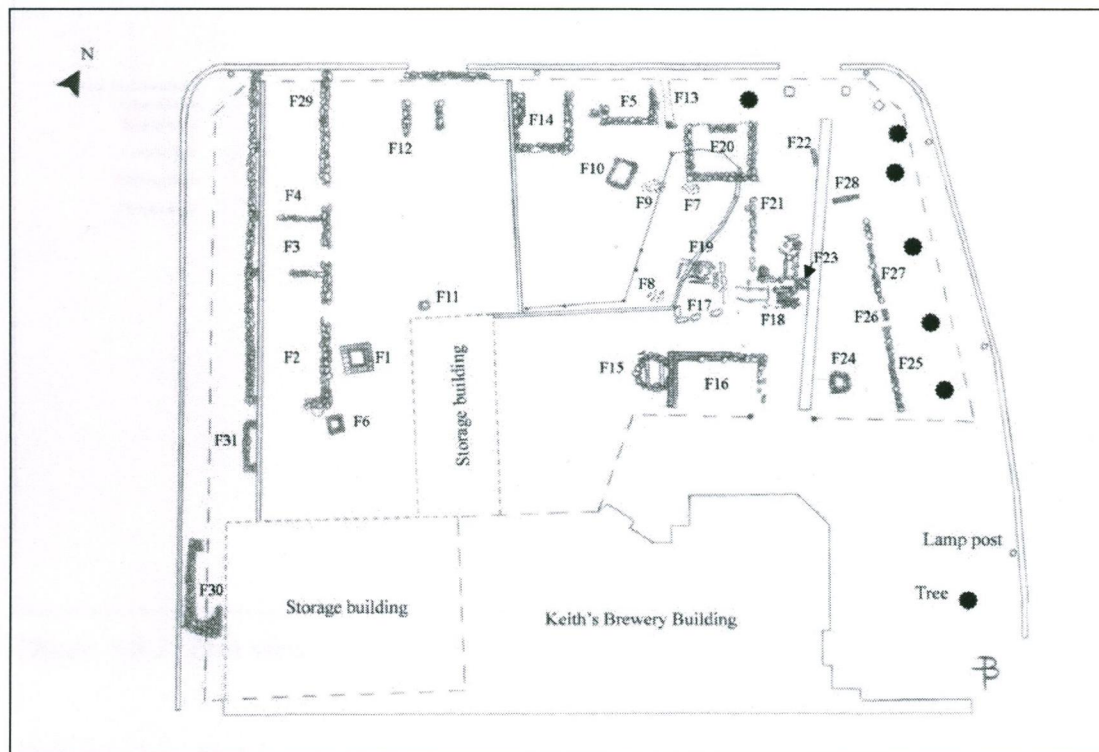 N
F29
F12
F14
F5
F13
F20
F22
F10
F9
F7
F28
F4
F21
F3
F19
F23
F8
F27
F11
F17
F18
F26
F2
F1
F15
F16
F24
F25
F6
F31
Storage building
F30
Storage building
Keith's Brewery Building
Lamp post
Tree